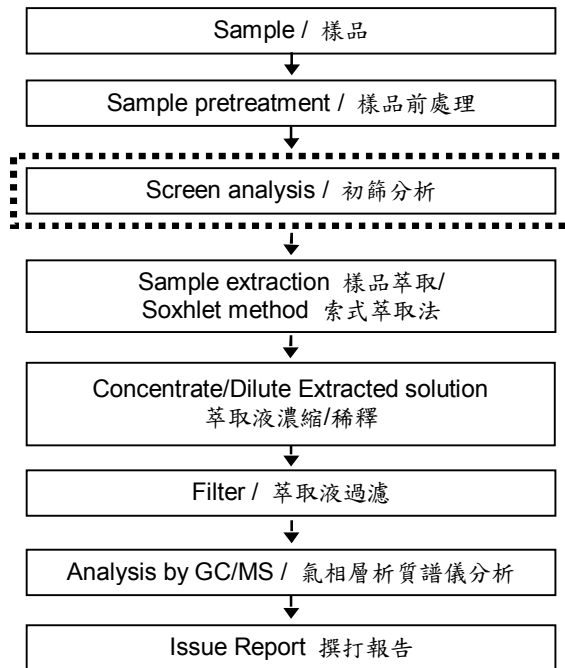 Sample / 樣品
Sample pretreatment / 樣品前處理
Screen analysis / 初篩分析
Sample extraction 樣品萃取/
Soxhlet method 索式萃取法
Concentrate/Dilute Extracted solution
萃取液濃縮/稀釋
Filter / 萃取液過濾
Analysis by GC/MS / 氣相層析質譜儀分析
Issue Report 撰打報告